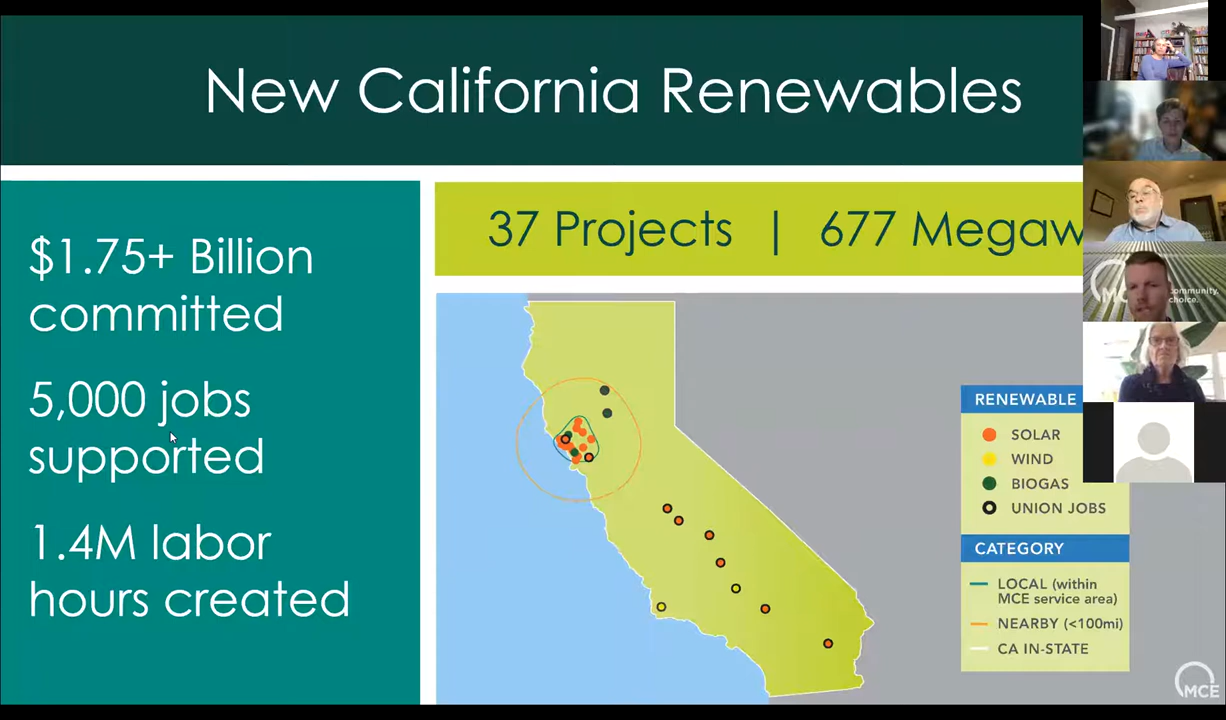 New California Renewables
$1.75+ Billion
committed
5,000 jobs
supported
1.4M labor
hours created
37 Projects | 677 Megaw
RENEWABLE
SOLAR
WIND
BIOGAS
UNION JOBS
CATEGORY
LOCAL (within
MCE service area)
NEARBY (<100mi)
CA IN-STATE
MCE
ommunity.
choice.